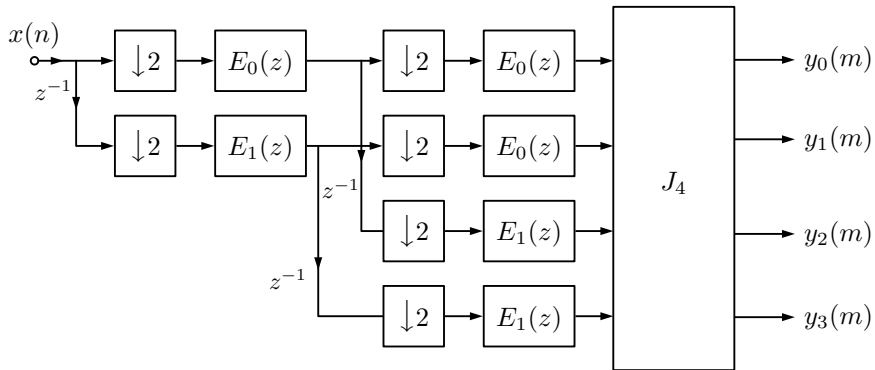 x(n) ↓2 E₀(z) ↓2 E₀(z) y₀(m)
z⁻¹
↓2 E₁(z) ↓2 E₀(z) y₁(m)
J₄
z⁻¹
↓2 E₁(z) y₂(m)
z⁻¹
↓2 E₁(z) y₃(m)